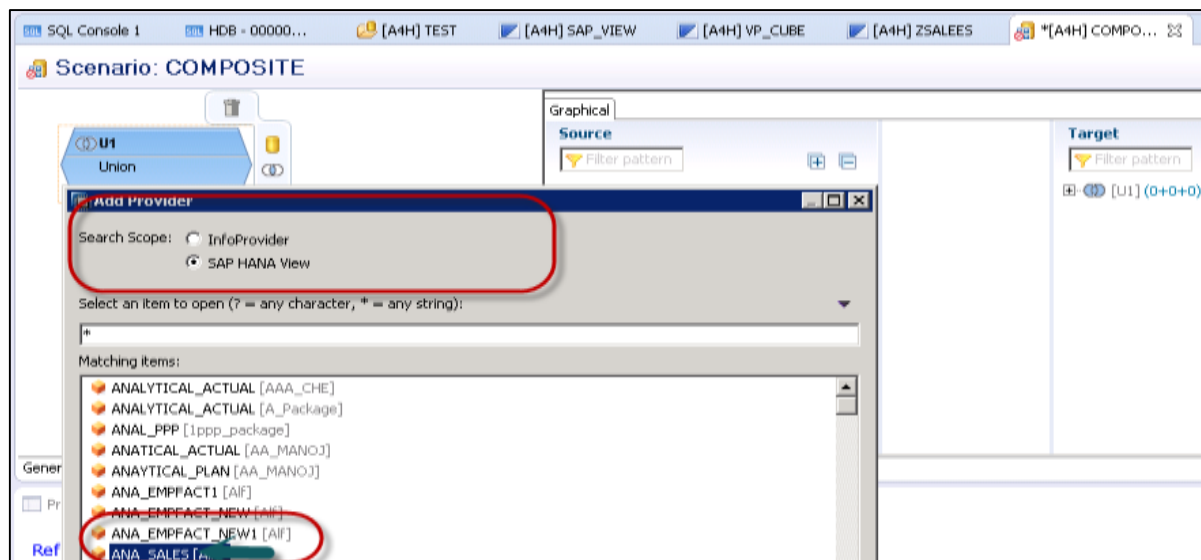 SQL Console 1 HDB - 00000... [A4H] TEST [A4H] SAP_VIEW [A4H] VP_CUBE [A4H] ZSALEES *[A4H] COMPO...
Scenario: COMPOSITE
Graphical
U1
Union
Source
Filter pattern
Target
Filter pattern
[U1] (0+0+0)
Add Provider
Search Scope: InfoProvider
SAP HANA View
Select an item to open (? = any character, * = any string):
*
Matching items:
ANALYTICAL_ACTUAL [AAA_CHE]
ANALYTICAL_ACTUAL [A_Package]
ANAL_PPP [1ppp_package]
ANATICAL_ACTUAL [AA_MANOJ]
ANAYTICAL_PLAN [AA_MANOJ]
ANA_EMPFACT1 [Alf]
ANA_EMPFACT_NEW [Alf]
ANA_EMPFACT_NEW1 [Alf]
ANA_SALES
Gener
Pr
Ref